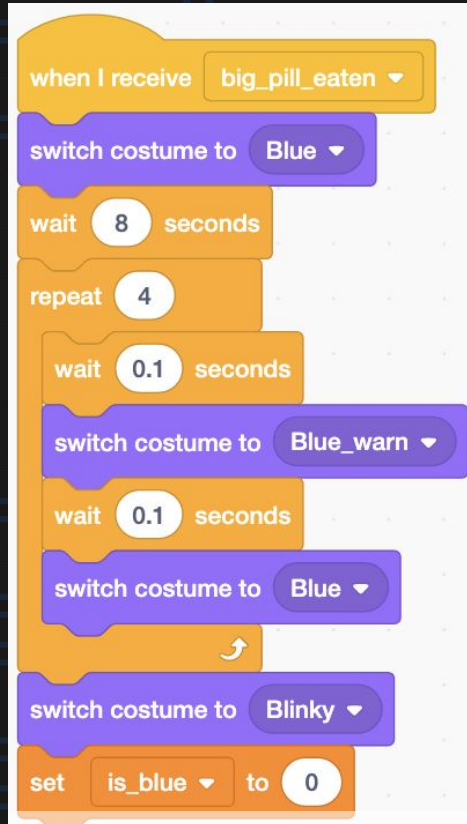 when I receive big_pill_eaten
switch costume to Blue
wait 8 seconds
repeat 4
wait 0.1 seconds
switch costume to Blue_warn
wait 0.1 seconds
switch costume to Blue
switch costume to Blinky
set is_blue to 0